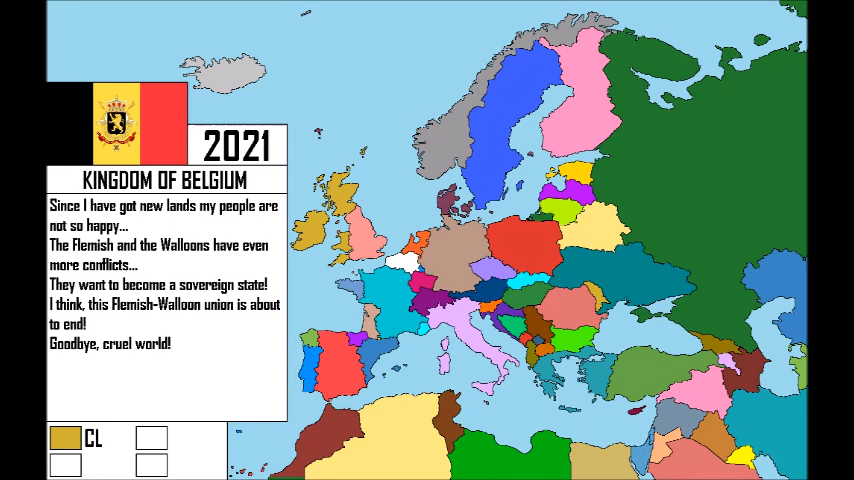 2021
KINGDOM OF BELGIUM
Since I have got new lands my people are
not so happy...
The Flemish and the Walloons have even
more conflicts...
They want to become a sovereign state!
I think, this Flemish-Walloon union is about
to end!
Goodbye, cruel world!
CL